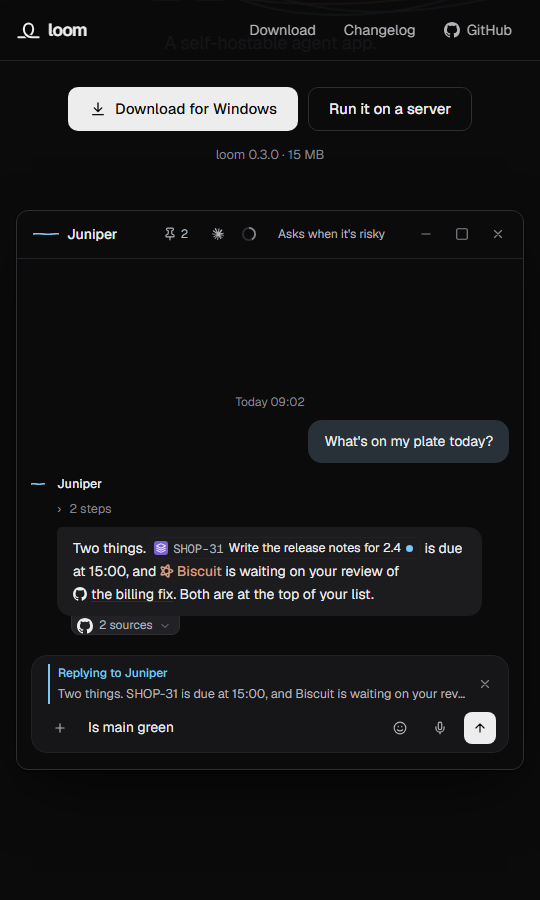 loom
Download
Changelog
GitHub
A self-hostable agent app.
Download for Windows
Run it on a server
loom 0.3.0 · 15 MB
Juniper
2
Asks when it's risky
Today 09:02
What's on my plate today?
Juniper
2 steps
Two things. SHOP-31 Write the release notes for 2.4 is due
at 15:00, and Biscuit is waiting on your review of
the billing fix. Both are at the top of your list.
2 sources
Replying to Juniper
Two things. SHOP-31 is due at 15:00, and Biscuit is waiting on your rev…
Is main green